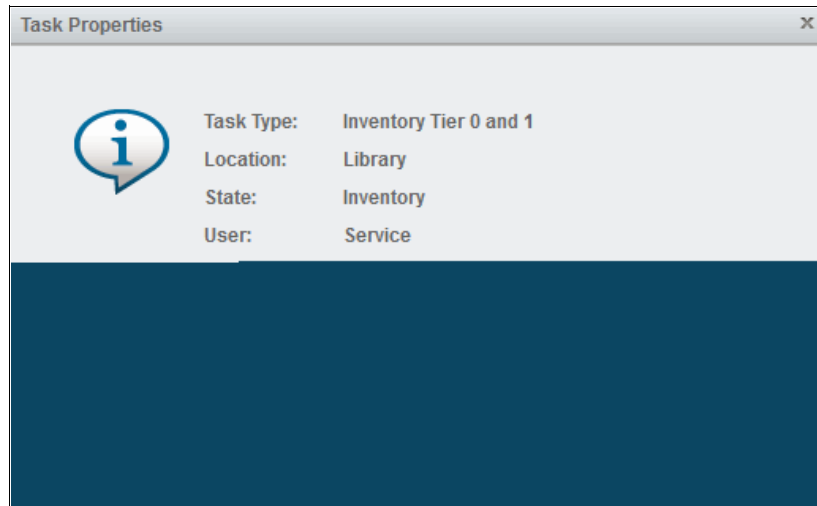 Task Properties x
i
Task Type: Inventory Tier 0 and 1
Location: Library
State: Inventory
User: Service